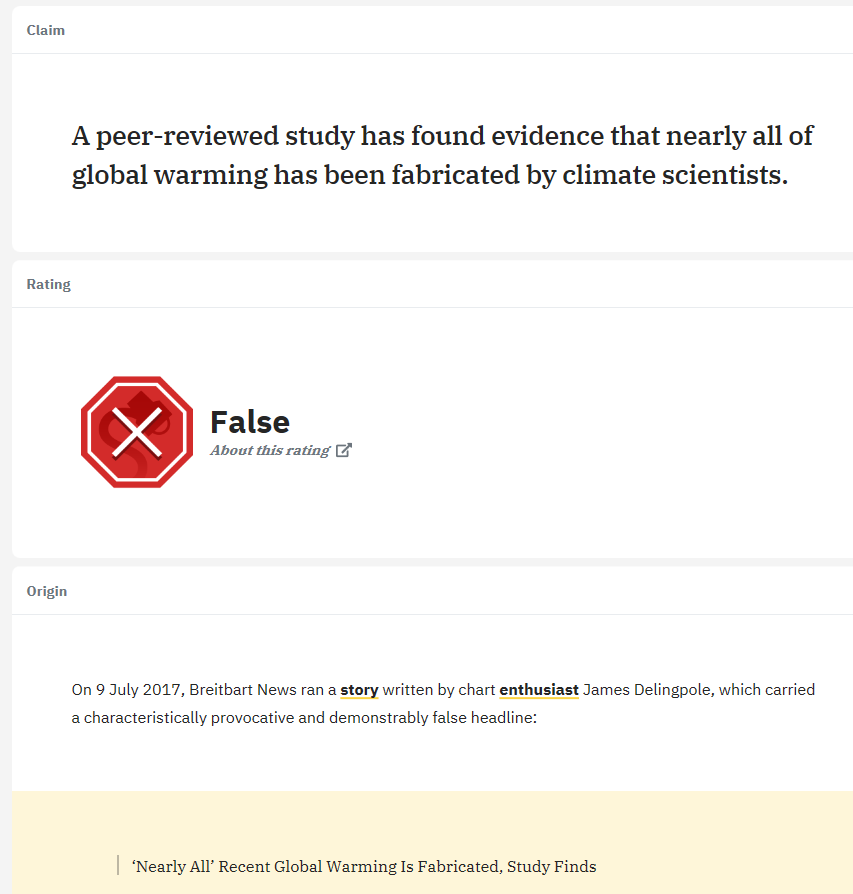 Claim
A peer-reviewed study has found evidence that nearly all of
global warming has been fabricated by climate scientists.
Rating
False
About this rating
Origin
On 9 July 2017, Breitbart News ran a story written by chart enthusiast James Delingpole, which carried
a characteristically provocative and demonstrably false headline:
‘Nearly All’ Recent Global Warming Is Fabricated, Study Finds